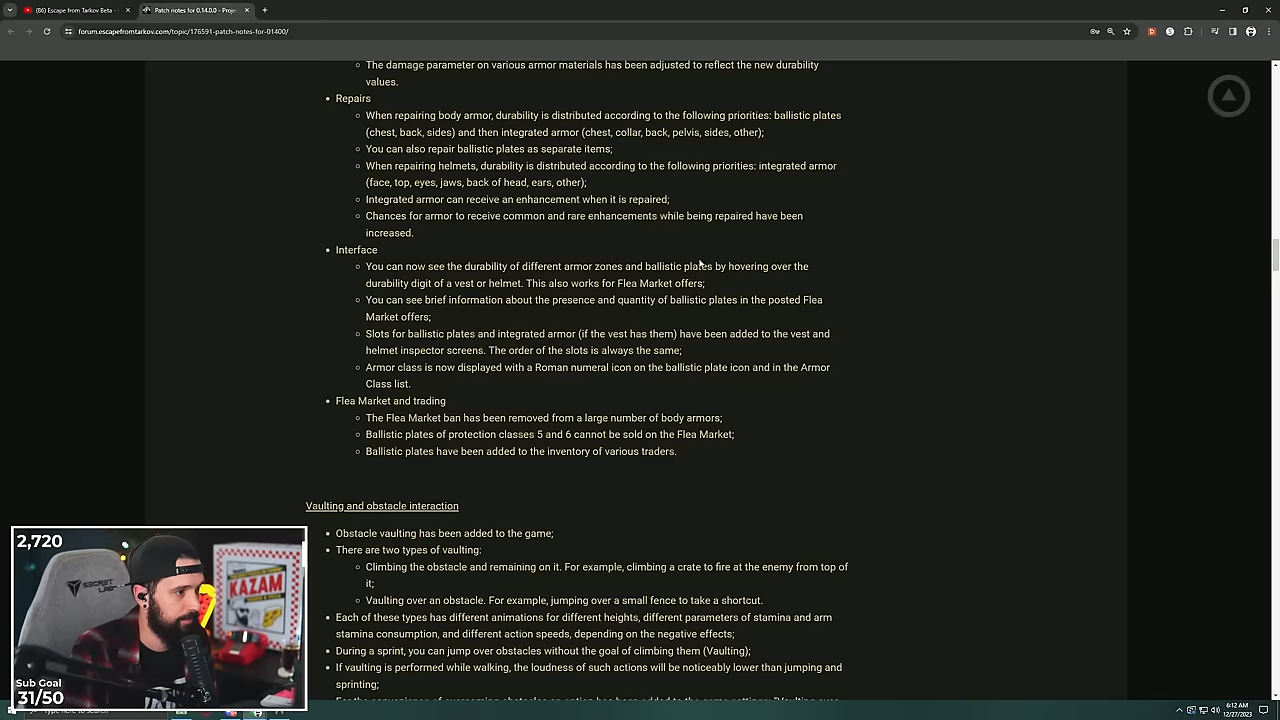 (86) Escape from Tarkov Beta -
Patch notes for 0.14.0.0 - Proje
forum.escapefromtarkov.com/topic/176591-patch-notes-for-01400/
The damage parameter on various armor materials has been adjusted to reflect the new durability
values.
Repairs
When repairing body armor, durability is distributed according to the following priorities: ballistic plates
(chest, back, sides) and then integrated armor (chest, collar, back, pelvis, sides, other);
You can also repair ballistic plates as separate items;
When repairing helmets, durability is distributed according to the following priorities: integrated armor
(face, top, eyes, jaws, back of head, ears, other);
Integrated armor can receive an enhancement when it is repaired;
Chances for armor to receive common and rare enhancements while being repaired have been
increased.
Interface
You can now see the durability of different armor zones and ballistic plates by hovering over the
durability digit of a vest or helmet. This also works for Flea Market offers;
You can see brief information about the presence and quantity of ballistic plates in the posted Flea
Market offers;
Slots for ballistic plates and integrated armor (if the vest has them) have been added to the vest and
helmet inspector screens. The order of the slots is always the same;
Armor class is now displayed with a Roman numeral icon on the ballistic plate icon and in the Armor
Class list.
Flea Market and trading
The Flea Market ban has been removed from a large number of body armors;
Ballistic plates of protection classes 5 and 6 cannot be sold on the Flea Market;
Ballistic plates have been added to the inventory of various traders.
Vaulting and obstacle interaction
Obstacle vaulting has been added to the game;
There are two types of vaulting:
Climbing the obstacle and remaining on it. For example, climbing a crate to fire at the enemy from top of
it;
Vaulting over an obstacle. For example, jumping over a small fence to take a shortcut.
Each of these types has different animations for different heights, different parameters of stamina and arm
stamina consumption, and different action speeds, depending on the negative effects;
During a sprint, you can jump over obstacles without the goal of climbing them (Vaulting);
If vaulting is performed while walking, the loudness of such actions will be noticeably lower than jumping and
sprinting;
2,720
SECRET
LAB
KAZAM
Sub Goal
31/50
6:12 AM
12/27/2023